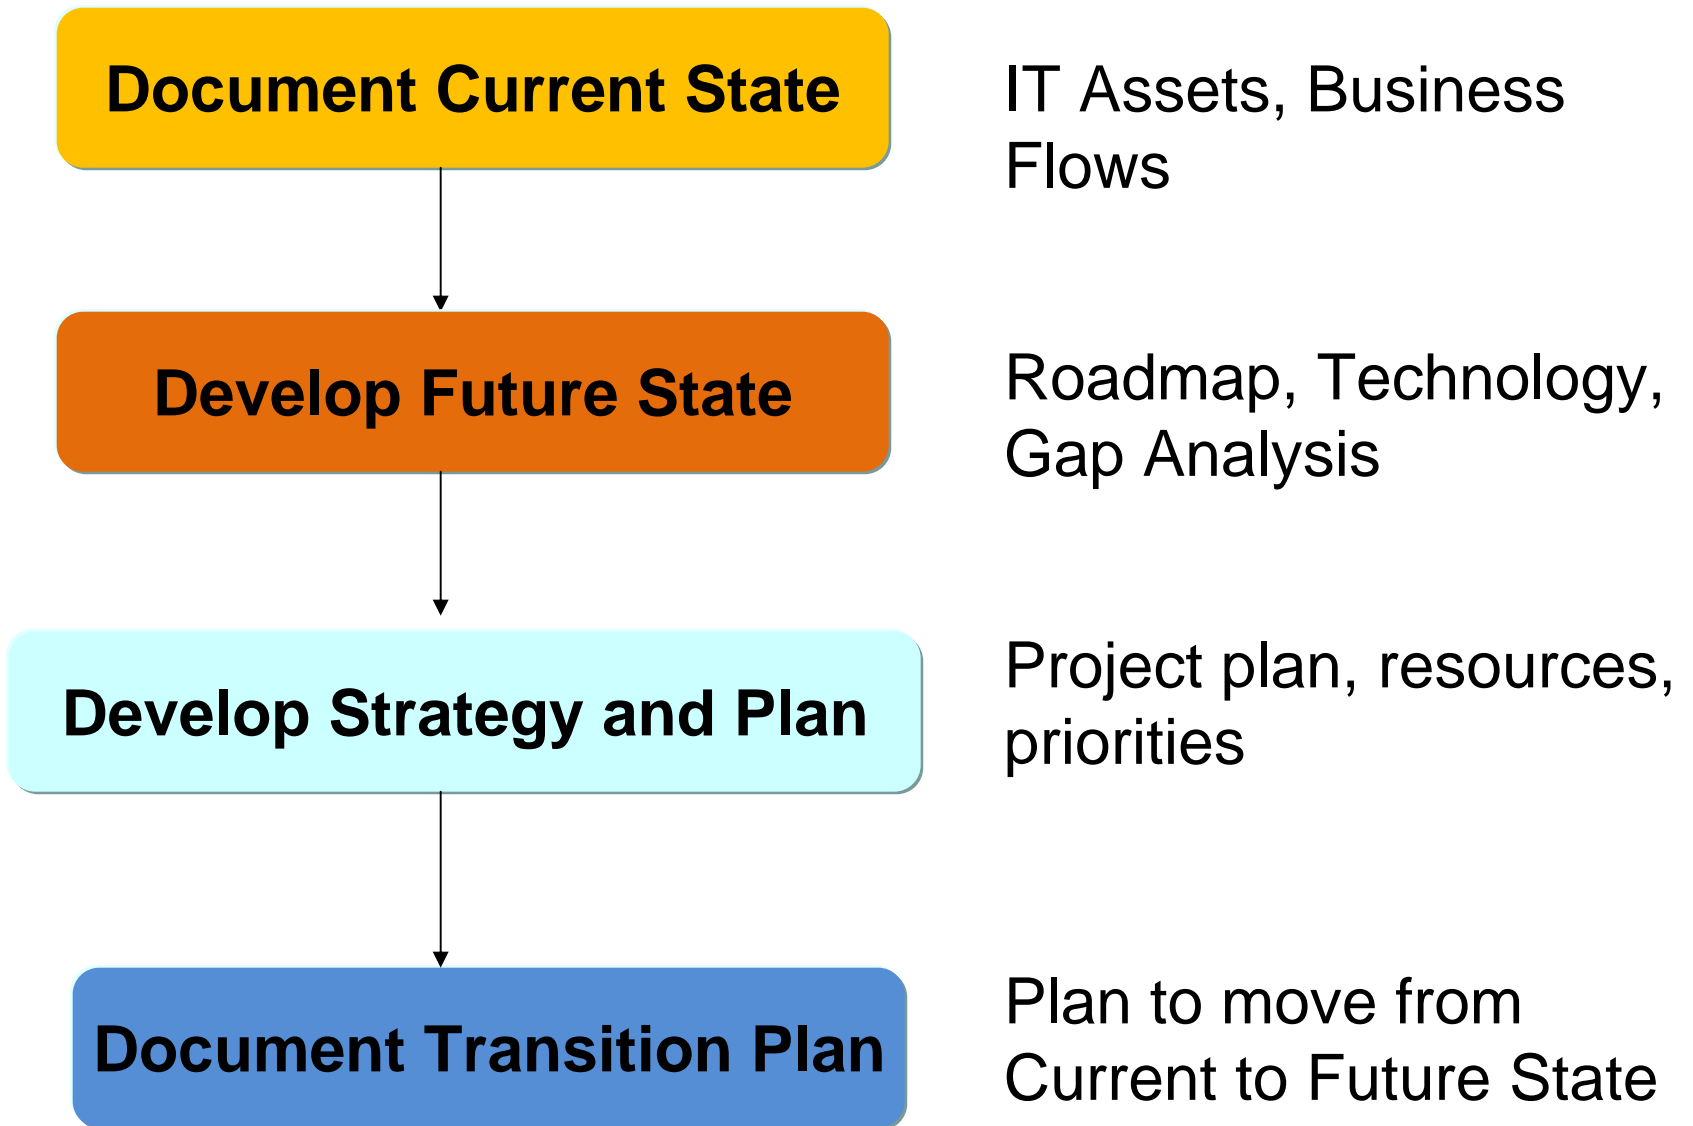 Document Current State
IT Assets, Business
Flows
Develop Future State
Roadmap, Technology,
Gap Analysis
Develop Strategy and Plan
Project plan, resources,
priorities
Document Transition Plan
Plan to move from
Current to Future State